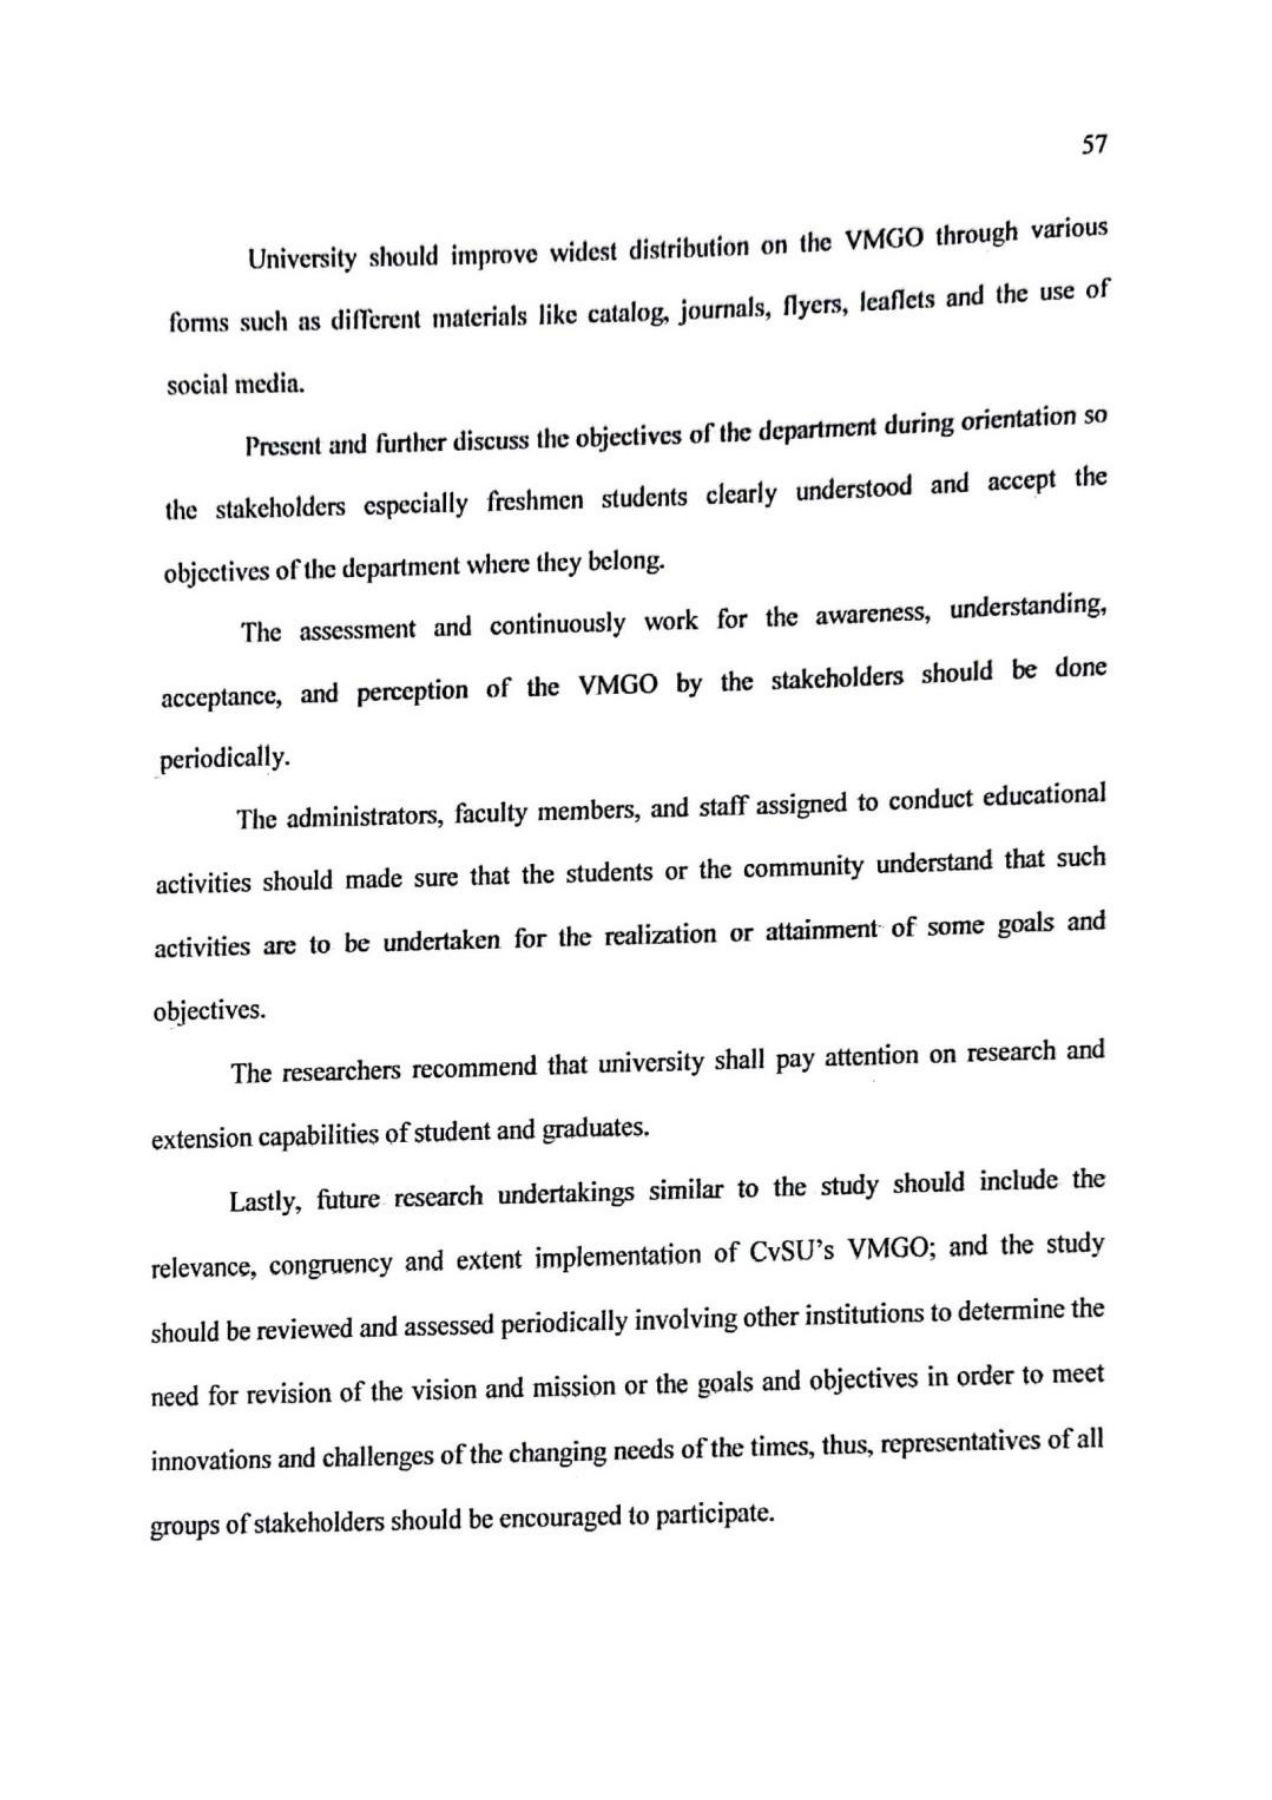 57
University should improve widest distribution on the VMGO through various
forms such as different materials like catalog, journals, flyers, leaflets and the use of
social media.
Present and further discuss the objectives of the department during orientation so
the stakeholders especially freshmen students clearly understood and accept the
objectives of the department where they belong.
The assessment and continuously work for the awareness, understanding,
acceptance, and perception of the VMGO by the stakeholders should be done
periodically.
The administrators, faculty members, and staff assigned to conduct educational
activities should made sure that the students or the community understand that such
activities are to be undertaken for the realization or attainment of some goals and
objectives.
The researchers recommend that university shall pay attention on research and
extension capabilities of student and graduates.
Lastly, future research undertakings similar to the study should include the
relevance, congruency and extent implementation of CvSU's VMGO; and the study
should be reviewed and assessed periodically involving other institutions to determine the
need for revision of the vision and mission or the goals and objectives in order to meet
innovations and challenges of the changing needs of the times, thus, representatives of all
groups of stakeholders should be encouraged to participate.